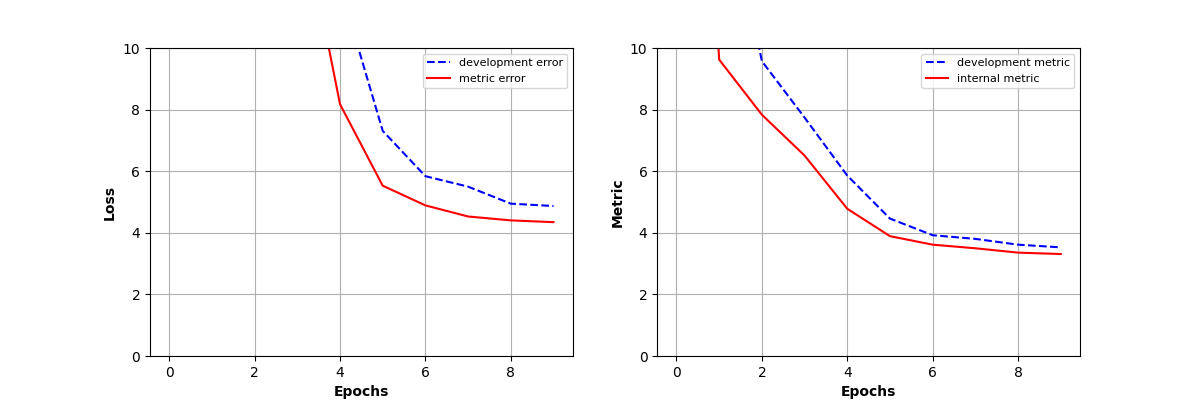 10
8
6
4
2
0
Loss
0 2 4 6 8
Epochs
development error
metric error
10
8
6
4
2
0
Metric
0 2 4 6 8
Epochs
development metric
internal metric